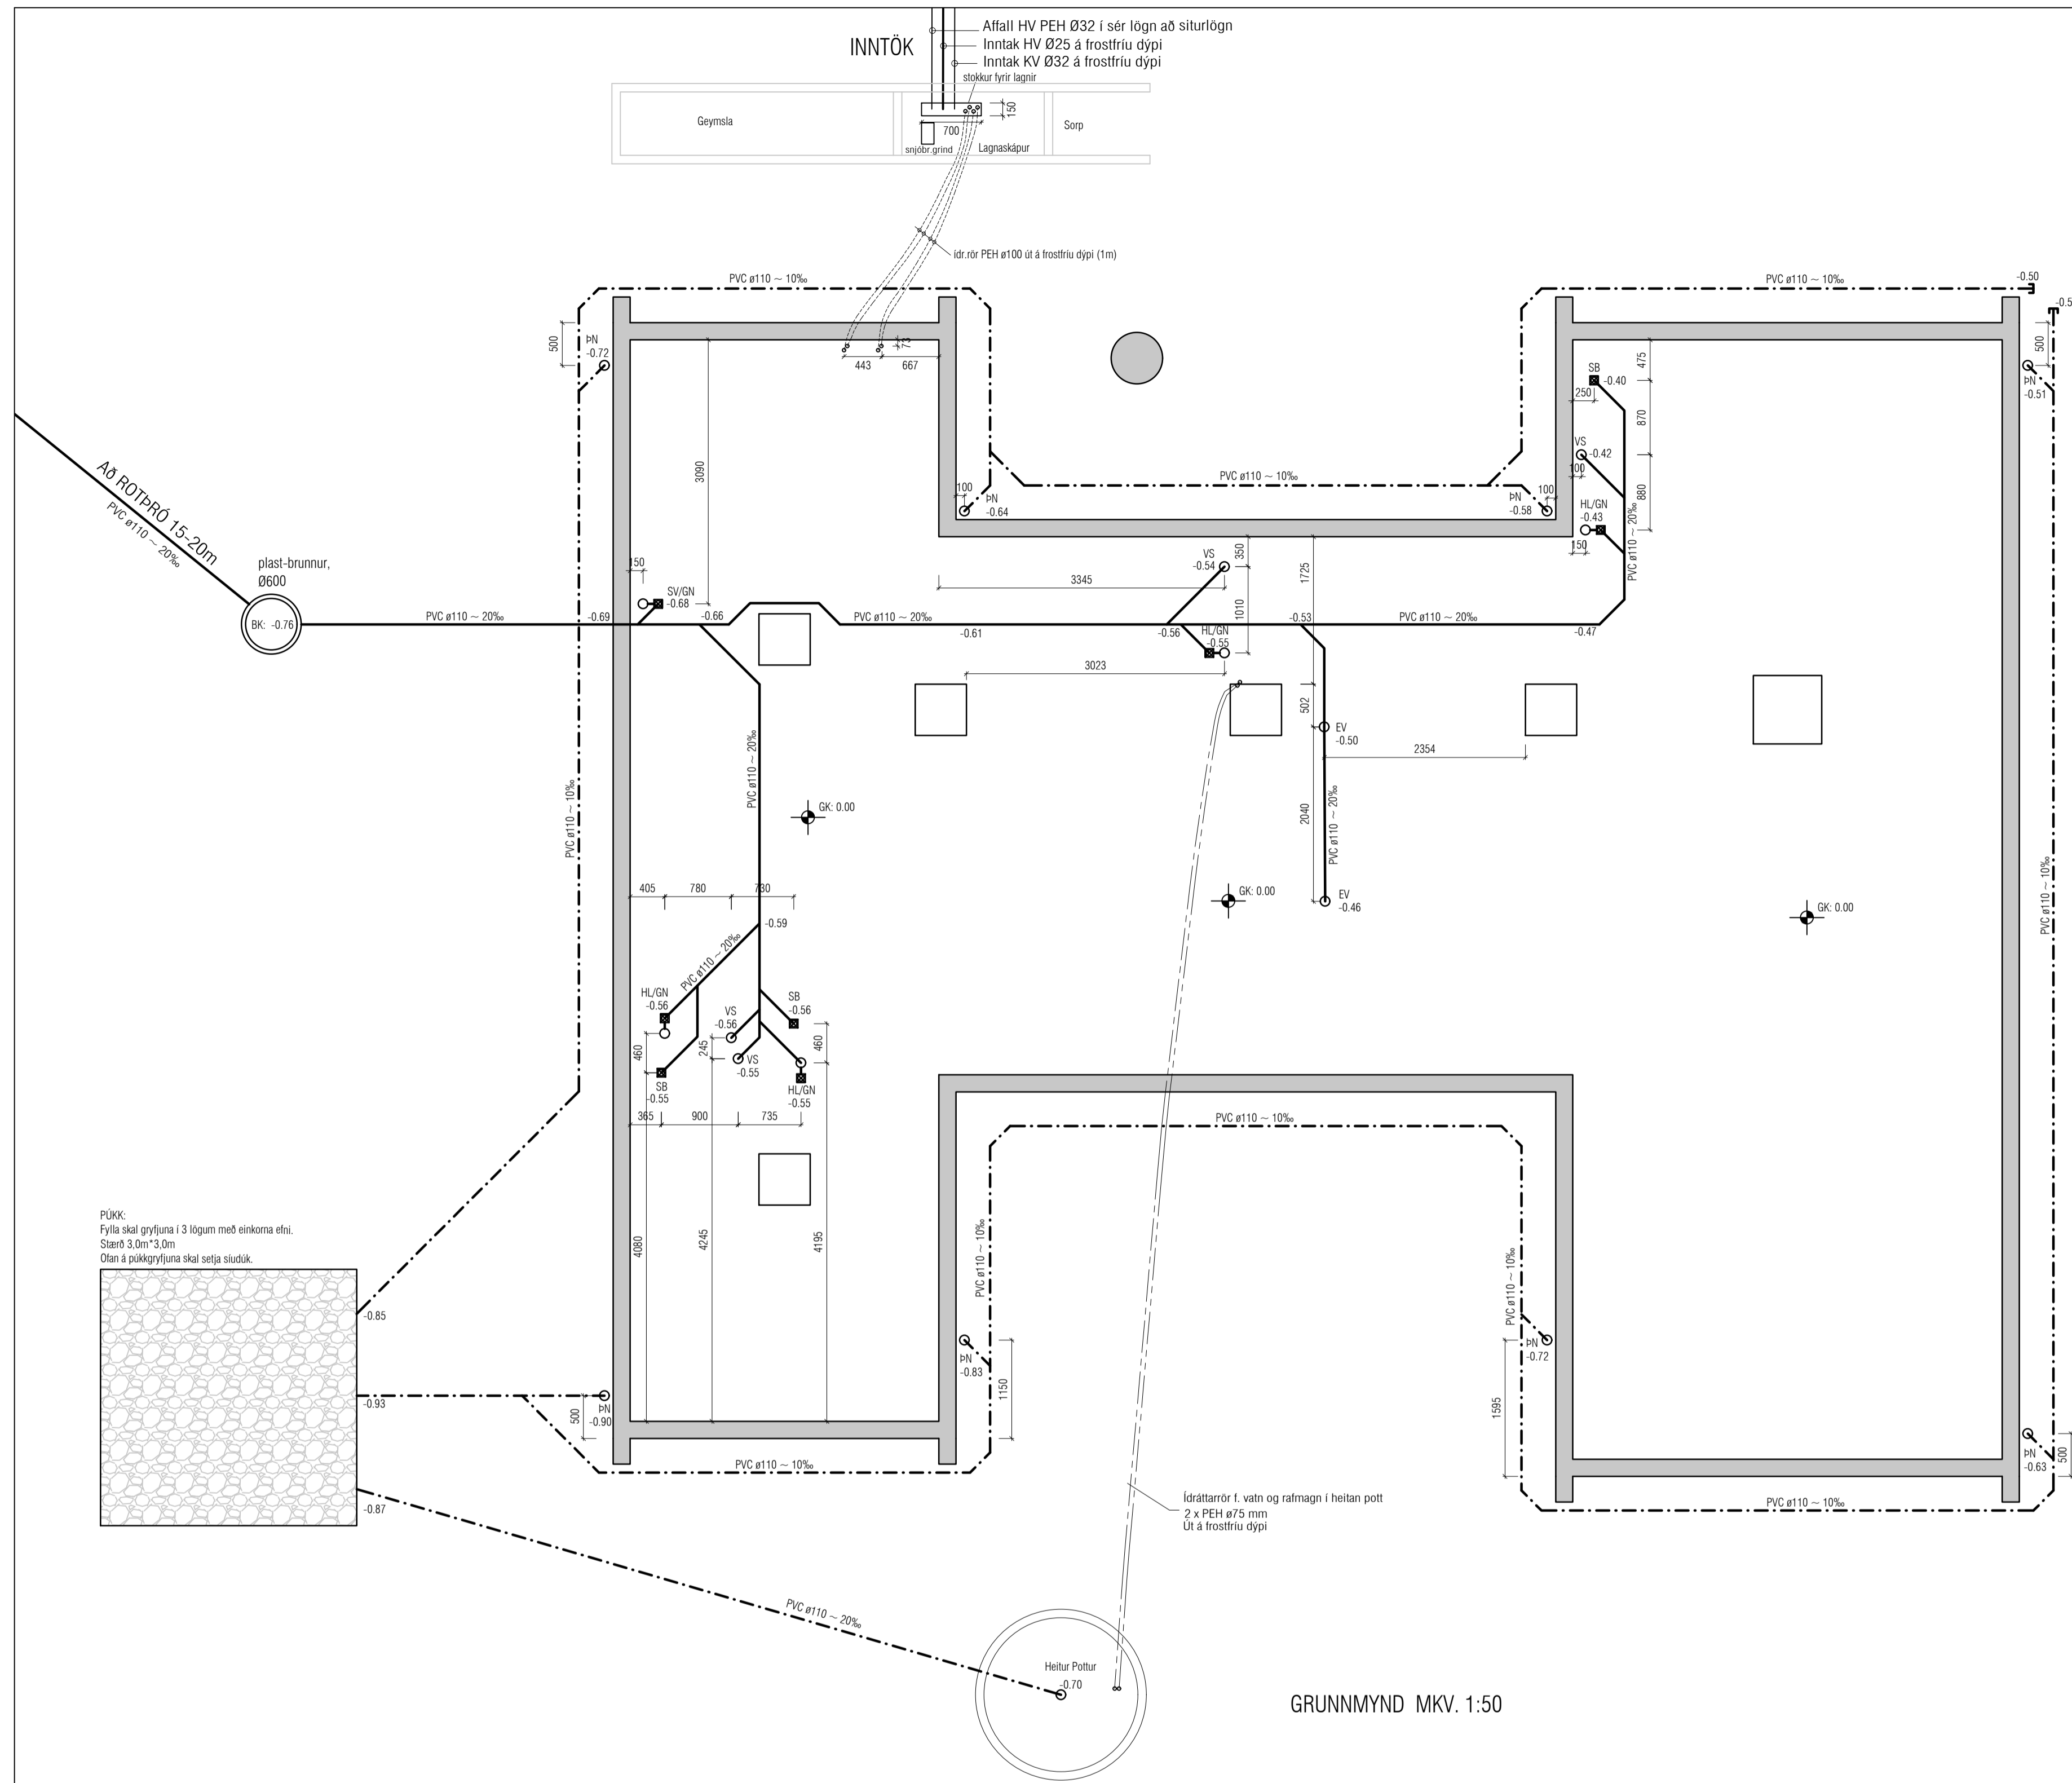 Affall HV PEH Ø32 í sér lögn að siturlögn
INNTÖK
Inntak HV Ø25 á frostfríu dýpi
Inntak KV Ø32 á frostfríu dýpi
stokkur fyrir lagnir
150
Geymsla
700
Sorp
snjóbr.grind
Lagnaskápur
ídr.rör PEH ø100 út á frostfríu dýpi (1m)
PVC ø110 ~ 10‰
PVC ø110 ~ 10‰
-0.50
500
ÞN
-0.72
73
443
667
475
SB
-0.40
250
500
ÞN
-0.51
870
VS
-0.42
100
880
3090
PVC ø110 ~ 10‰
100
ÞN
-0.64
ÞN
-0.58
100
HL/GN
-0.43
150
PVC ø110 ~ 20‰
Að ROTÞRÓ 15-20m
PVC ø110 ~ 20‰
plast-brunnur,
Ø600
BK: -0.76
150
SV/GN
-0.68
PVC ø110 ~ 20‰
-0.69
-0.66
PVC ø110 ~ 20‰
-0.61
3345
VS
-0.54
350
1725
1010
-0.56
HL/GN
-0.55
-0.53
PVC ø110 ~ 20‰
-0.47
3023
502
EV
-0.50
2354
PVC ø110 ~ 20‰
PVC ø110 ~ 10‰
GK: 0.00
2040
PVC ø110 ~ 20‰
405
780
730
GK: 0.00
EV
-0.46
GK: 0.00
PVC ø110 ~ 10‰
-0.59
PVC ø110 ~ 20‰
HL/GN
-0.56
VS
-0.56
SB
-0.56
460
245
VS
-0.55
460
SB
-0.55
HL/GN
-0.55
365
900
735
PVC ø110 ~ 10‰
PÚKK:
Fylla skal gryfjuna í 3 lögum með einkorna efni.
Stærð 3,0m*3,0m
Ofan á púkkgryfjuna skal setja síudúk.
4080
4245
4195
PVC ø110 ~ 10‰
PVC ø110 ~ 10‰
-0.85
ÞN
-0.83
1150
ÞN
-0.72
1595
-0.93
500
ÞN
-0.90
PVC ø110 ~ 10‰
ÞN
-0.63
500
-0.87
PVC ø110 ~ 10‰
Ídráttarrör f. vatn og rafmagn í heitan pott
2 x PEH ø75 mm
Út á frostfríu dýpi
PVC ø110 ~ 20‰
Heitur Pottur
-0.70
GRUNNMYND MKV. 1:50